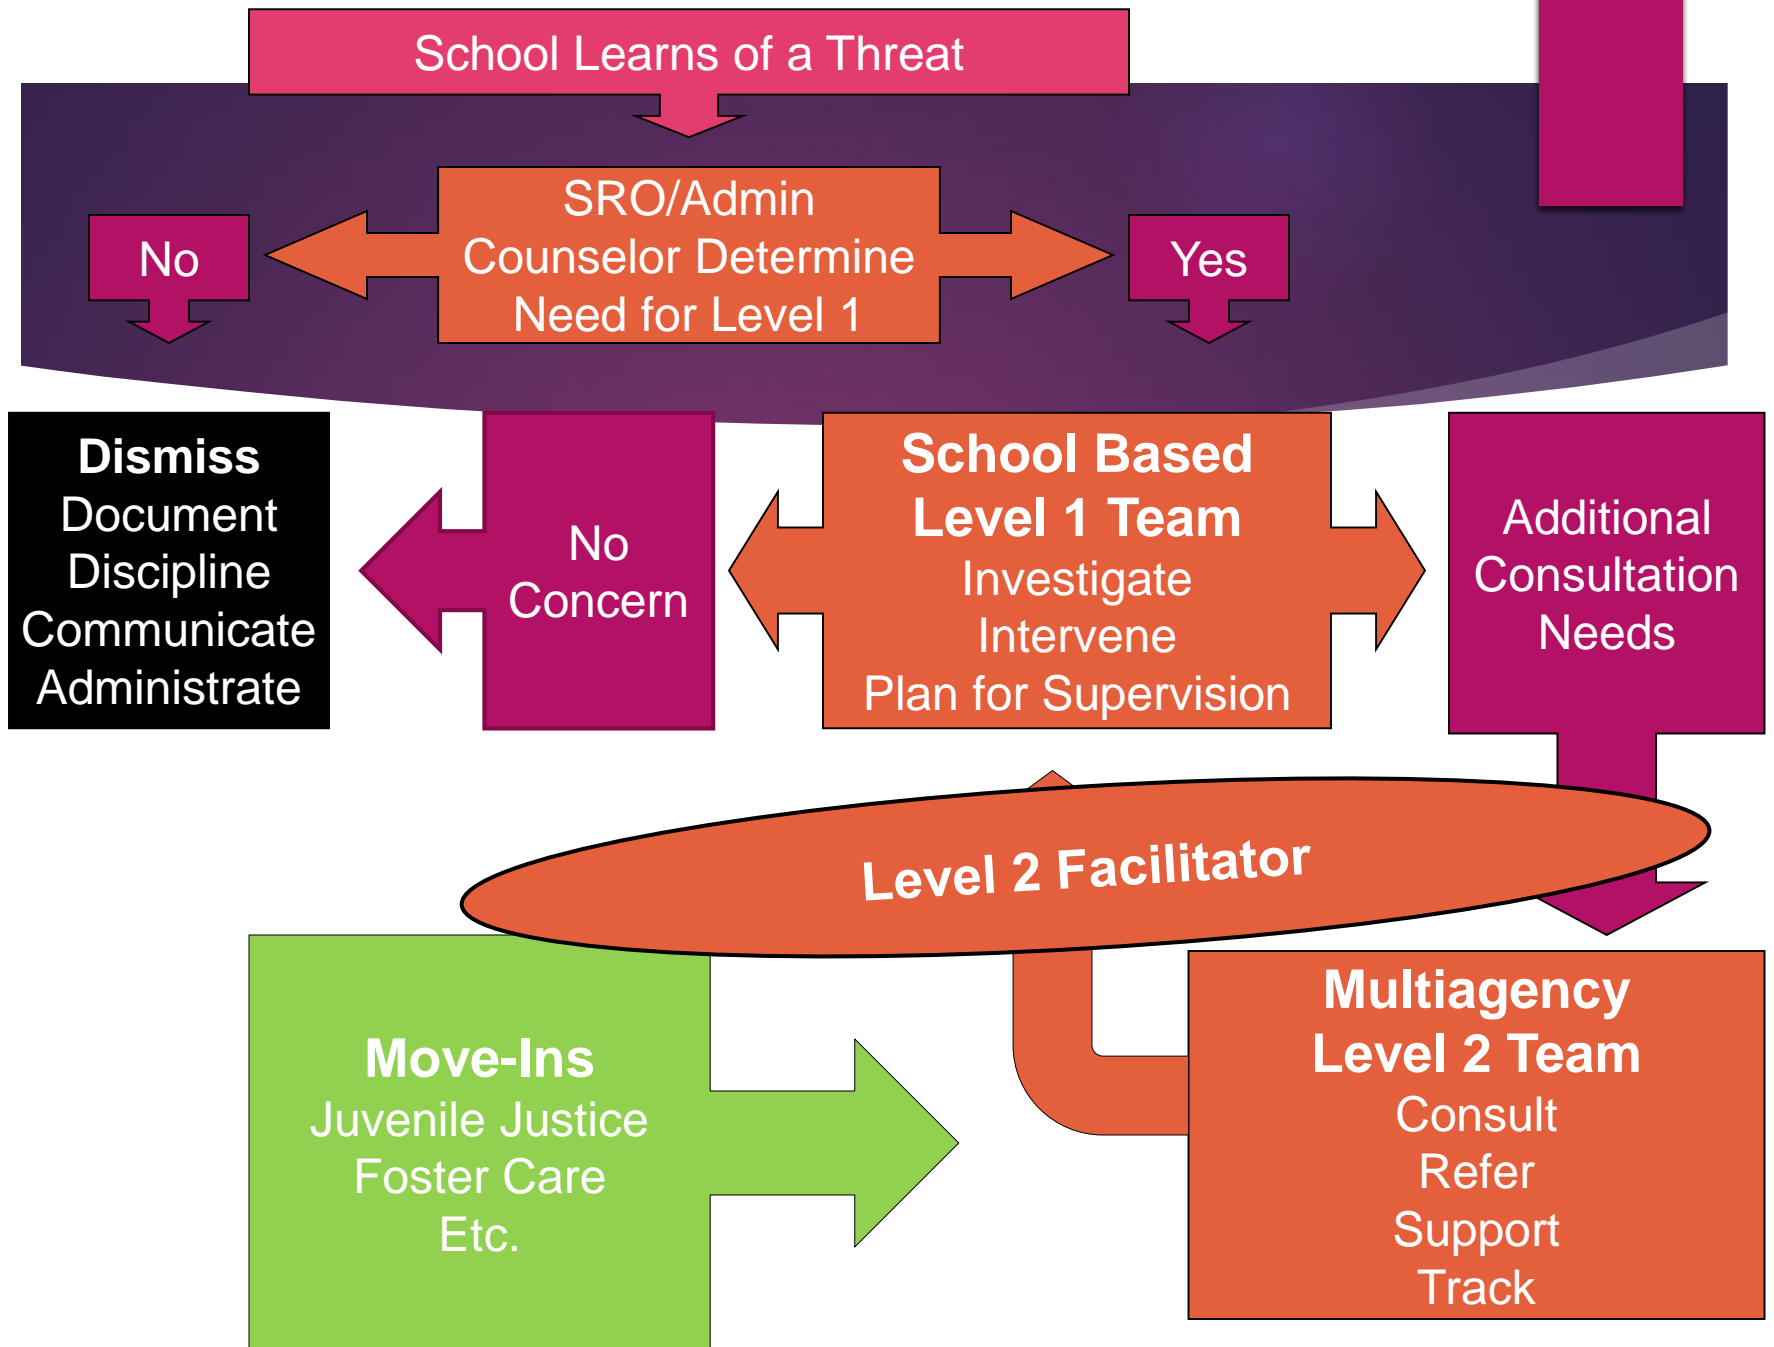 School Learns of a Threat
SRO/Admin
Counselor Determine
Need for Level 1
No
Yes
Dismiss
Document
Discipline
Communicate
Administrate
No
Concern
School Based
Level 1 Team
Investigate
Intervene
Plan for Supervision
Additional
Consultation
Needs
Level 2 Facilitator
Move-Ins
Juvenile Justice
Foster Care
Etc.
Multiagency
Level 2 Team
Consult
Refer
Support
Track